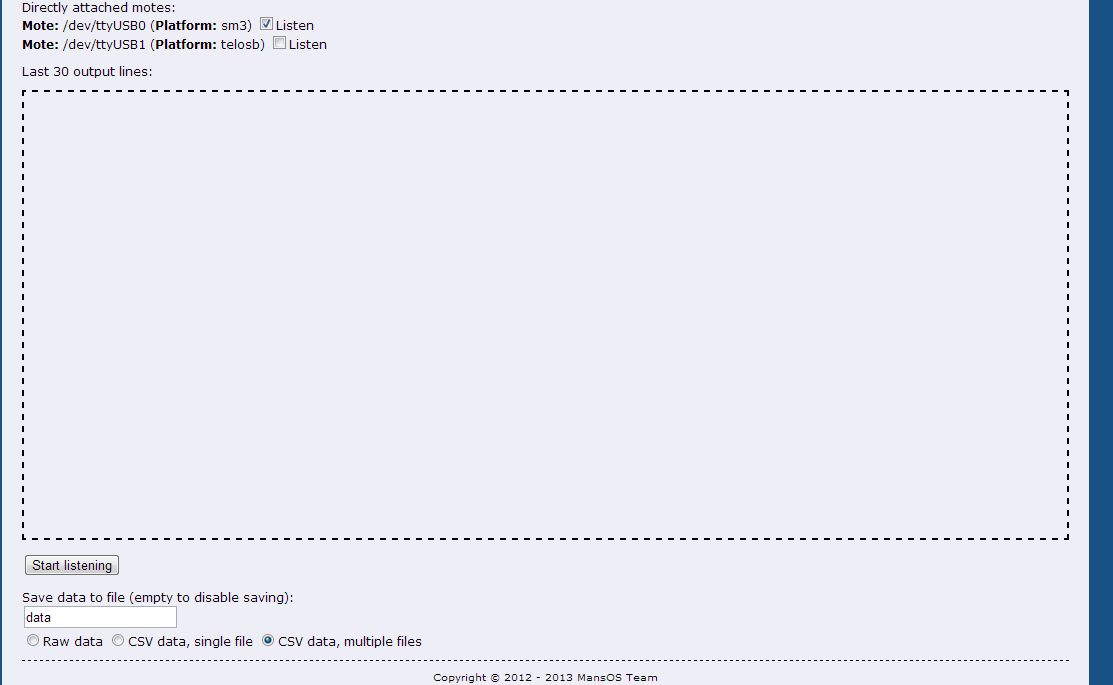 Directly attached motes:
Mote: /dev/ttyUSB0 (Platform: sm3) Listen
Mote: /dev/ttyUSB1 (Platform: telosb) Listen
Last 30 output lines:
Start listening
Save data to file (empty to disable saving):
data
Raw data CSV data, single file CSV data, multiple files
Copyright © 2012 - 2013 MansOS Team